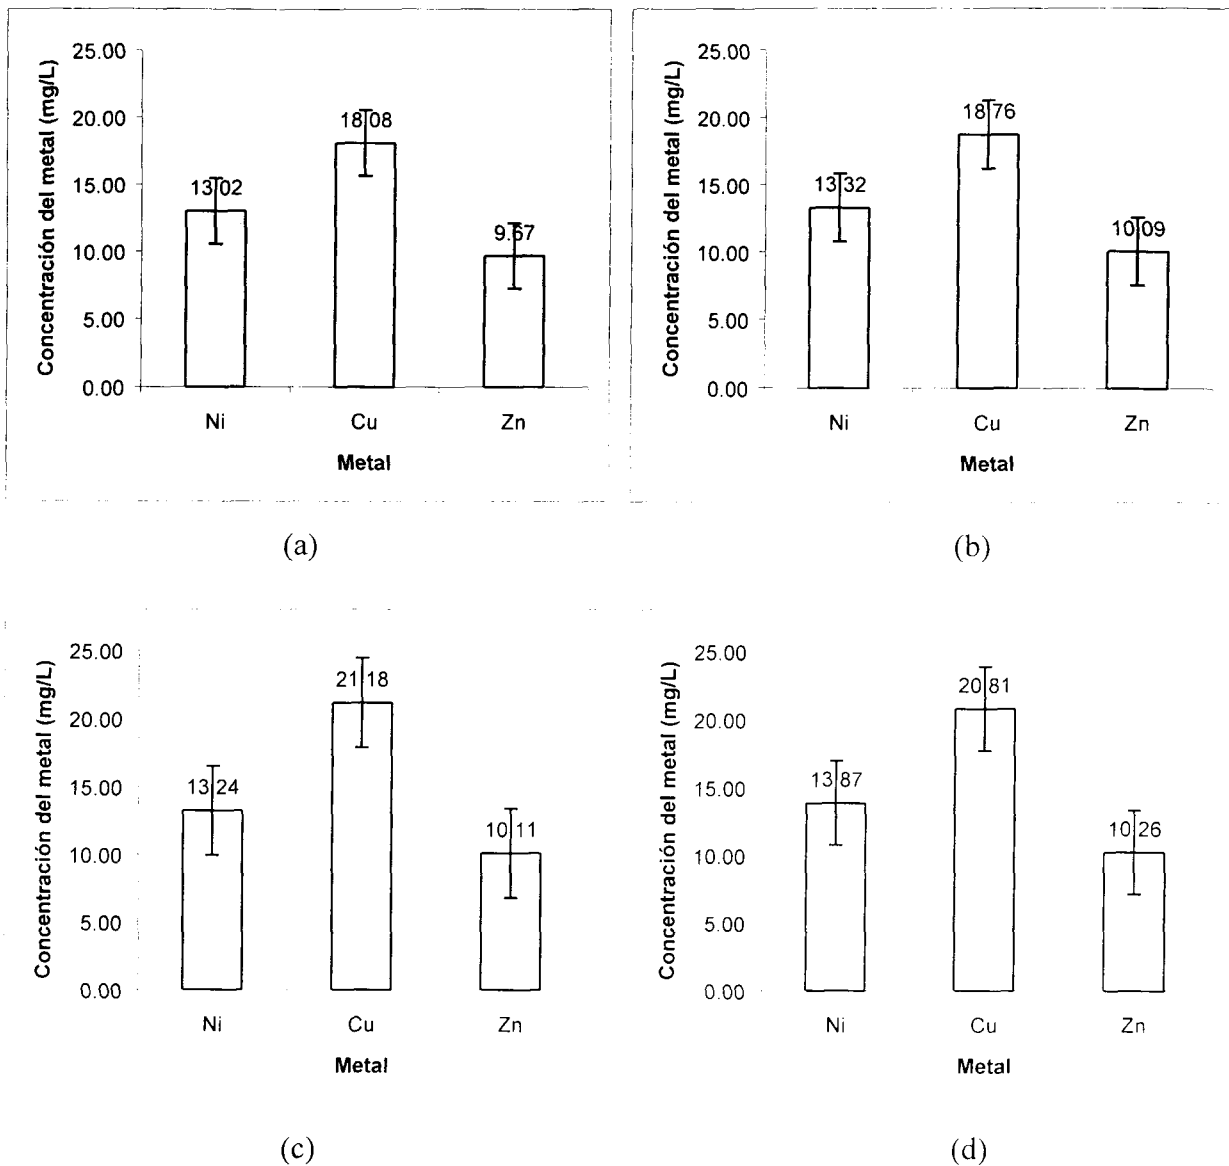 Concentración del metal (mg/L)
25.00
20.00
15.00
10.00
5.00
0.00
13.02
18.08
9.67
Ni Cu Zn
Metal
(a)
Concentración del metal (mg/L)
25.00
20.00
15.00
10.00
5.00
0.00
13.32
18.76
10.09
Ni Cu Zn
Metal
(b)
Concentración del metal (mg/L)
25.00
20.00
15.00
10.00
5.00
0.00
13.24
21.18
10.11
Ni Cu Zn
Metal
(c)
Concentración del metal (mg/L)
25.00
20.00
15.00
10.00
5.00
0.00
13.87
20.81
10.26
Ni Cu Zn
Metal
(d)